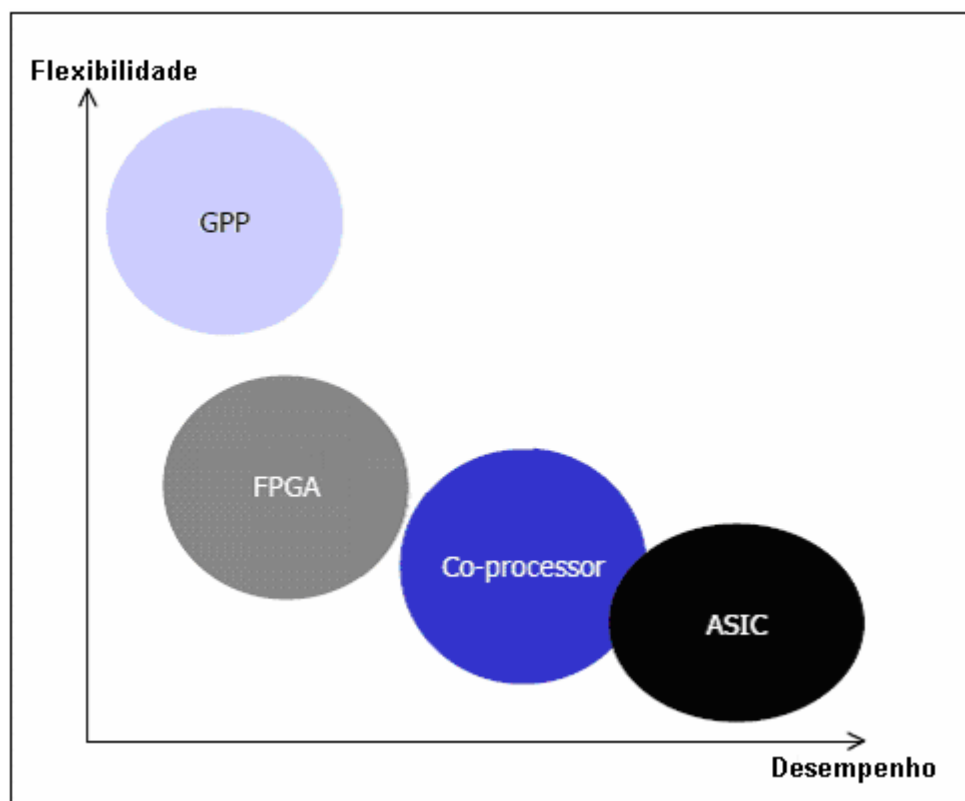 Flexibilidade
GPP
FPGA
Co-processor
ASIC
Desempenho